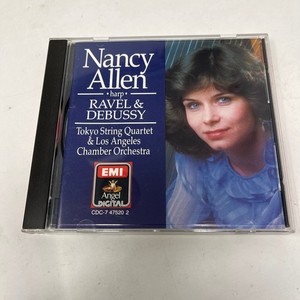 Nancy
Allen
• harp •
RAVEL &
DEBUSSY
Tokyo String Quartet
& Los Angeles
Chamber Orchestra
EMI
Angel
DIGITAL
CDC-7 47520 2